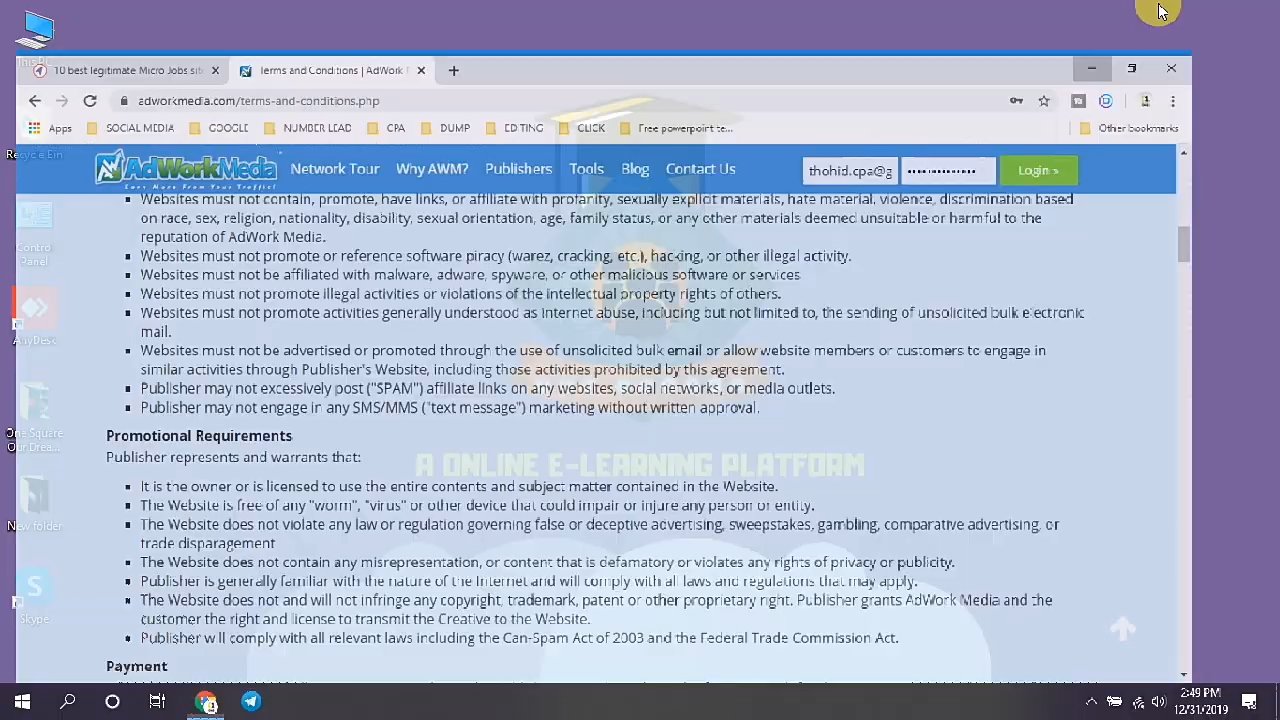 This PC
10 best legitimate Micro Jobs sit
Terms and Conditions | AdWork
adworkmedia.com/terms-and-conditions.php
Apps SOCIAL MEDIA GOOGLE NUMBER LEAD CPA DUMP EDITING CLICK Free powerpoint te... Other bookmarks
Recycle Bin
AdWorkMedia
Earn More From Your Traffic!
Network Tour Why AWM? Publishers Tools Blog Contact Us thohid.cpa@g Login »
Websites must not contain, promote, have links, or affiliate with profanity, sexually explicit materials, hate material, violence, discrimination based
on race, sex, religion, nationality, disability, sexual orientation, age, family status, or any other materials deemed unsuitable or harmful to the
reputation of AdWork Media.
Websites must not promote or reference software piracy (warez, cracking, etc.), hacking, or other illegal activity.
Websites must not be affiliated with malware, adware, spyware, or other malicious software or services
Websites must not promote illegal activities or violations of the intellectual property rights of others.
Websites must not promote activities generally understood as Internet abuse, including but not limited to, the sending of unsolicited bulk electronic
mail.
Websites must not be advertised or promoted through the use of unsolicited bulk email or allow website members or customers to engage in
similar activities through Publisher's Website, including those activities prohibited by this agreement.
Publisher may not excessively post ("SPAM") affiliate links on any websites, social networks, or media outlets.
Publisher may not engage in any SMS/MMS ("text message") marketing without written approval.
Promotional Requirements
Publisher represents and warrants that:
A ONLINE E-LEARNING PLATFORM
It is the owner or is licensed to use the entire contents and subject matter contained in the Website.
The Website is free of any "worm", "virus" or other device that could impair or injure any person or entity.
The Website does not violate any law or regulation governing false or deceptive advertising, sweepstakes, gambling, comparative advertising, or
trade disparagement
The Website does not contain any misrepresentation, or content that is defamatory or violates any rights of privacy or publicity.
Publisher is generally familiar with the nature of the Internet and will comply with all laws and regulations that may apply.
The Website does not and will not infringe any copyright, trademark, patent or other proprietary right. Publisher grants AdWork Media and the
customer the right and license to transmit the Creative to the Website.
Publisher will comply with all relevant laws including the Can-Spam Act of 2003 and the Federal Trade Commission Act.
Payment
Control
Panel
AnyDesk
One Square
Our Drea...
New folder
Skype
2:49 PM
12/31/2019